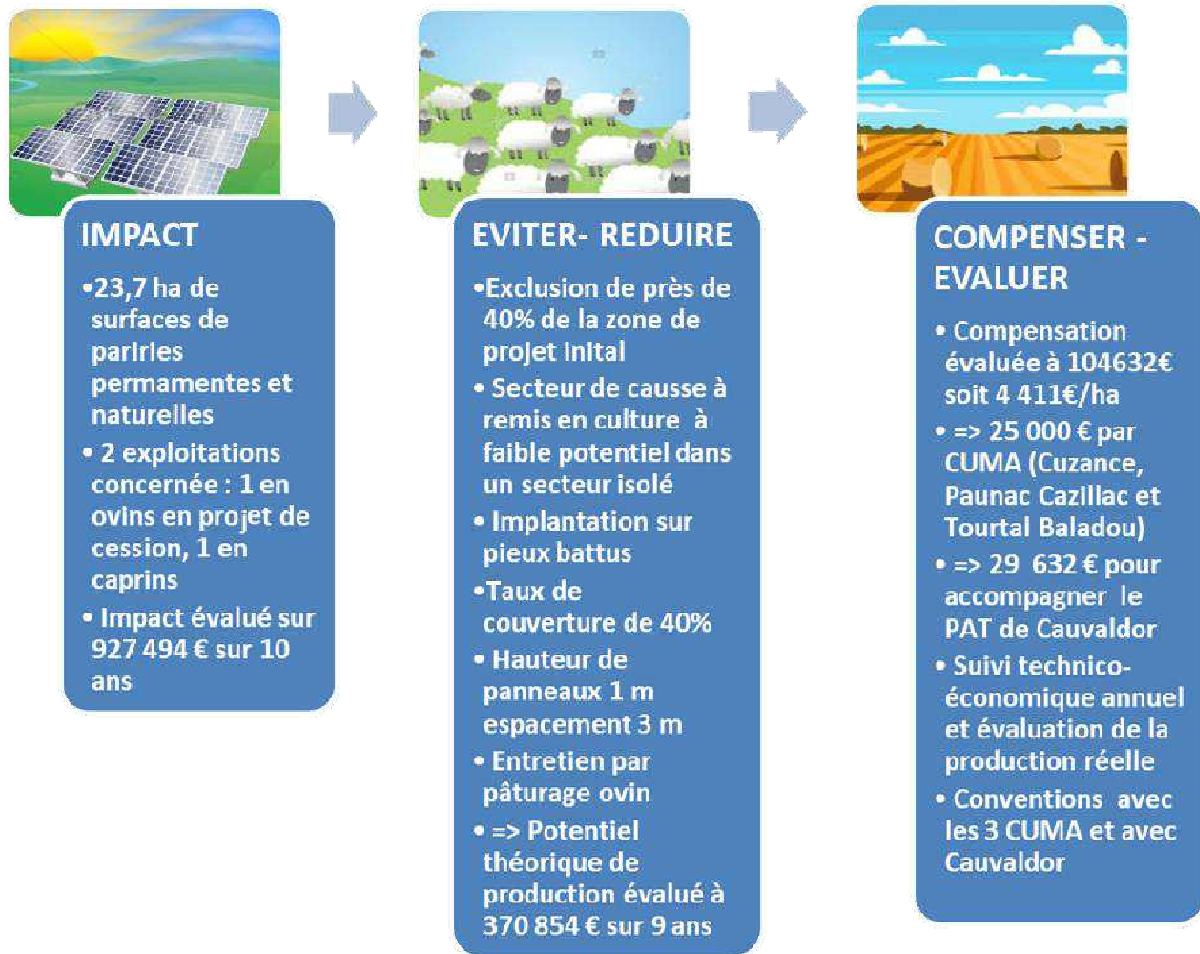 IMPACT
•23,7 ha de
surfaces de
pariries
permamentes et
naturelles
• 2 exploitations
concernée : 1 en
ovins en projet de
cession, 1 en
caprins
• Impact évalué sur
927 494 € sur 10
ans
EVITER- REDUIRE
•Exclusion de près de
40% de la zone de
projet inital
• Secteur de causse à
remis en culture à
faible potentiel dans
un secteur isolé
• Implantation sur
pieux battus
•Taux de
couverture de 40%
• Hauteur de
panneaux 1 m
espacement 3 m
• Entretien par
pâturage ovin
• => Potentiel
théorique de
production évalué à
370 854 € sur 9 ans
COMPENSER -
EVALUER
• Compensation
évaluée à 104632€
soit 4 411€/ha
• => 25 000 € par
CUMA (Cuzance,
Paunac Cazillac et
Tourtal Baladou)
• => 29 632 € pour
accompagner le
PAT de Cauvaldor
• Suivi technico-
économique annuel
et évaluation de la
production réelle
• Conventions avec
les 3 CUMA et avec
Cauvaldor